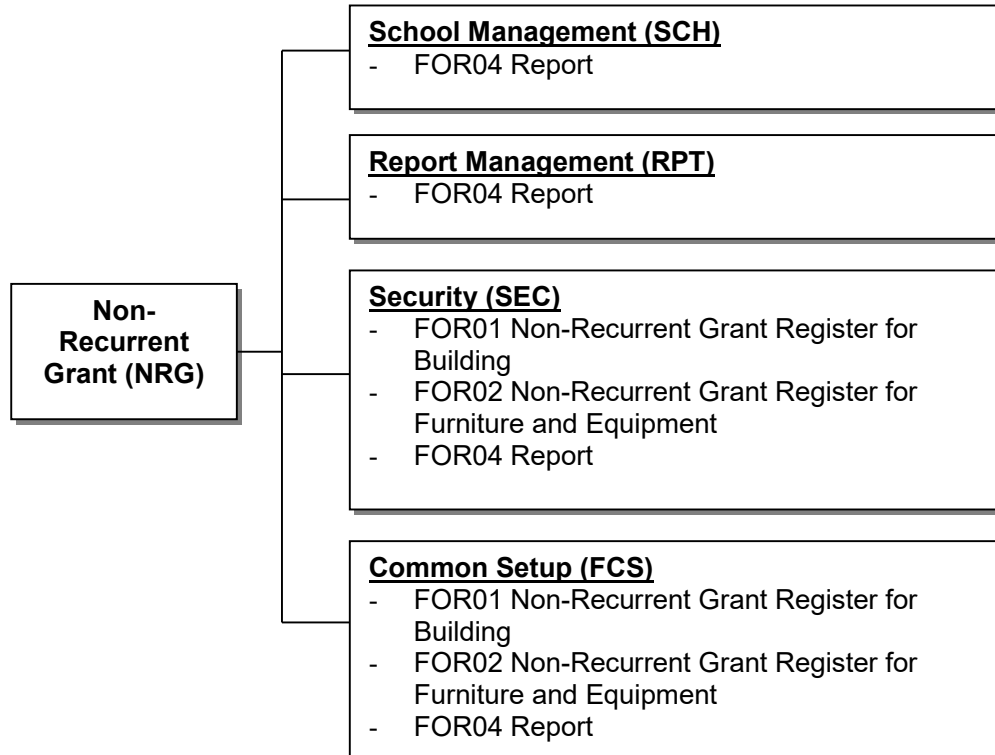 School Management (SCH)
- FOR04 Report
Report Management (RPT)
- FOR04 Report
Non-
Recurrent
Grant (NRG)
Security (SEC)
- FOR01 Non-Recurrent Grant Register for
Building
- FOR02 Non-Recurrent Grant Register for
Furniture and Equipment
- FOR04 Report
Common Setup (FCS)
- FOR01 Non-Recurrent Grant Register for
Building
- FOR02 Non-Recurrent Grant Register for
Furniture and Equipment
- FOR04 Report